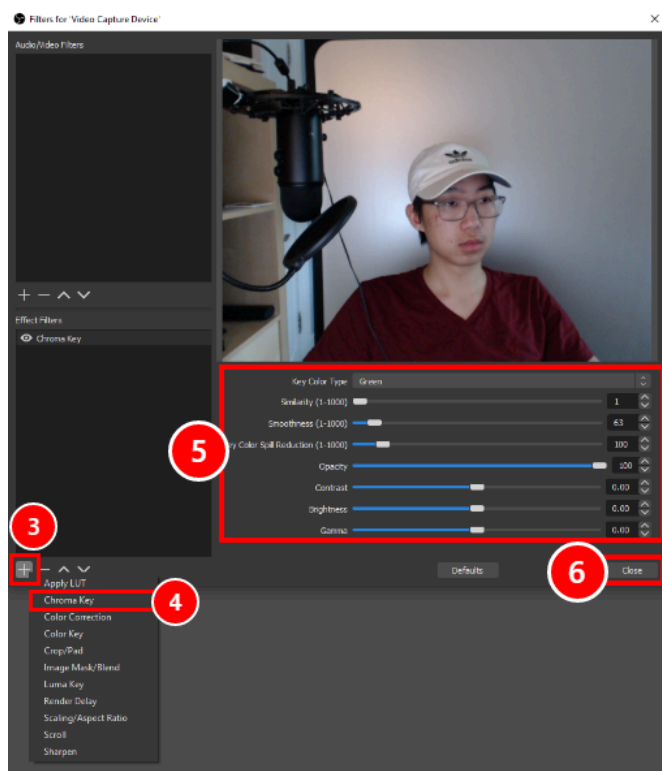 Filters for 'Video Capture Device'
Audio/Video Filters
Effect Filters
Chroma Key
Key Color Type Green
Similarity (1-1000) 1
Smoothness (1-1000) 63
5
ey Color Spill Reduction (1-1000) 100
Opacity 100
Contrast 0.00
Brightness 0.00
Gamma 0.00
3
Defaults
6
Close
Apply LUT
Chroma Key
4
Color Correction
Color Key
Crop/Pad
Image Mask/Blend
Luma Key
Render Delay
Scaling/Aspect Ratio
Scroll
Sharpen